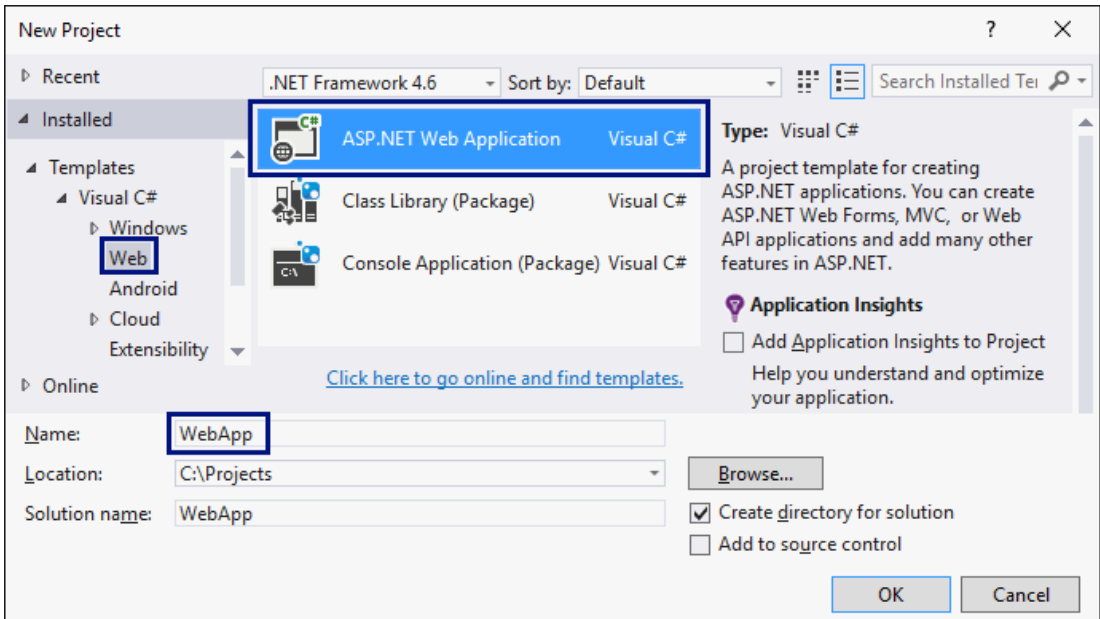 New Project
?
Recent
.NET Framework 4.6
Sort by:
Default
Search Installed Ter
Installed
Templates
Visual C#
Windows
Web
Android
Cloud
Extensibility
Online
C#
ASP.NET Web Application Visual C#
Class Library (Package) Visual C#
C:\
Console Application (Package) Visual C#
Click here to go online and find templates.
Type: Visual C#
A project template for creating
ASP.NET applications. You can create
ASP.NET Web Forms, MVC, or Web
API applications and add many other
features in ASP.NET.
Application Insights
Add Application Insights to Project
Help you understand and optimize
your application.
Name: WebApp
Location: C:\Projects
Browse...
Solution name: WebApp
Create directory for solution
Add to source control
OK
Cancel